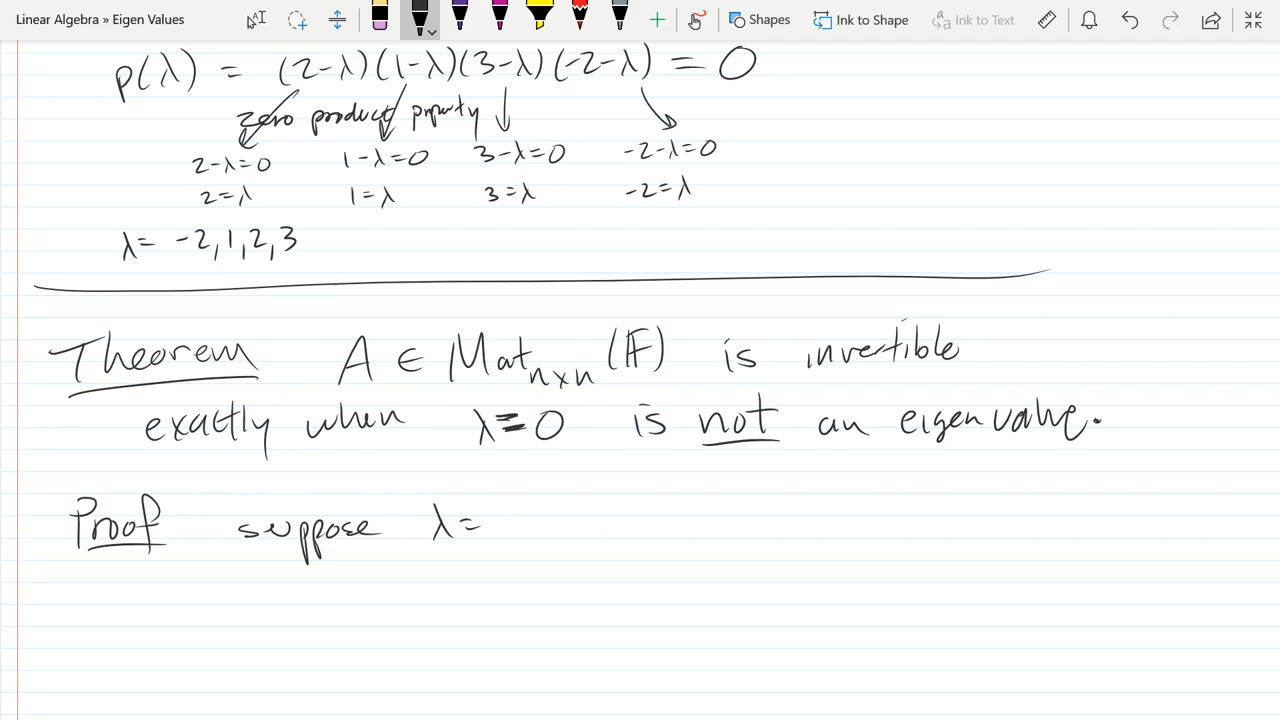 Linear Algebra » Eigen Values
Shapes Ink to Shape Ink to Text
p(λ) = (2-λ)(1-λ)(3-λ)(-2-λ) = 0
zero product property
2-λ=0 1-λ=0 3-λ=0 -2-λ=0
2=λ 1=λ 3=λ -2=λ
λ= -2,1,2,3
Theorem A ∈ Mat n×n (𝔽) is invertible
exactly when λ=0 is not an eigenvalue.
Proof suppose λ=